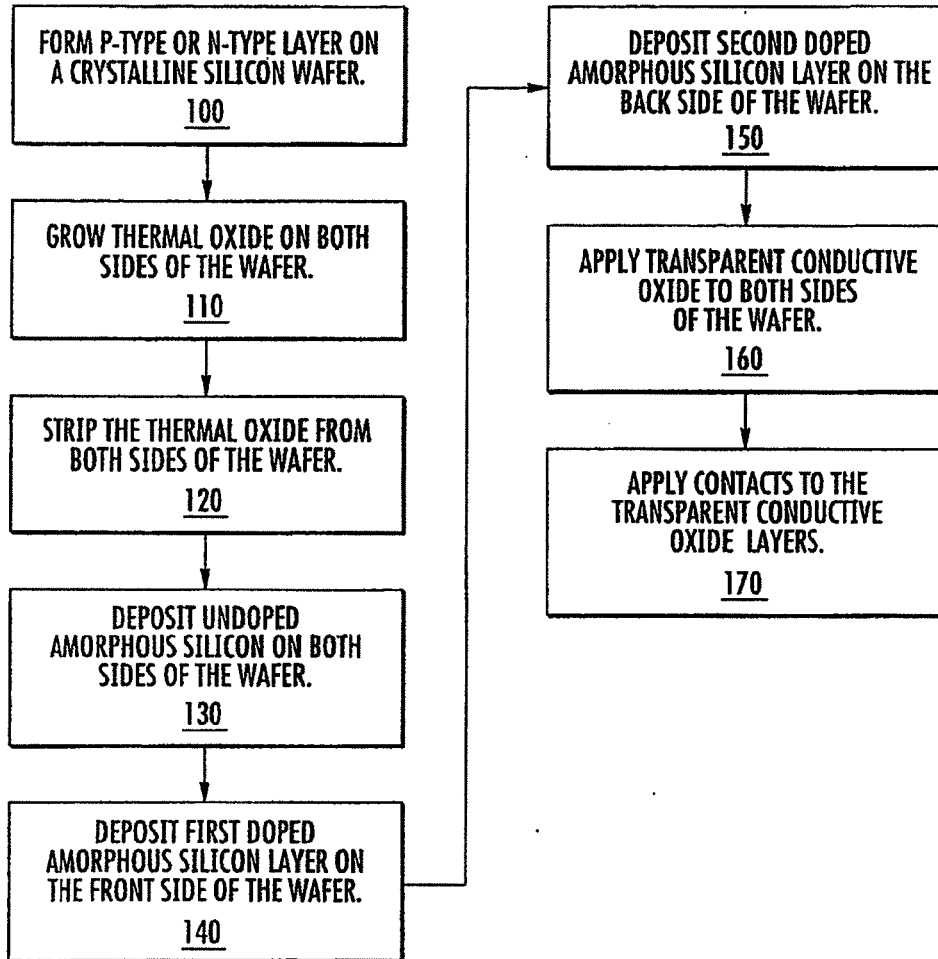 FORM P-TYPE OR N-TYPE LAYER ON
A CRYSTALLINE SILICON WAFER.
100
GROW THERMAL OXIDE ON BOTH
SIDES OF THE WAFER.
110
STRIP THE THERMAL OXIDE FROM
BOTH SIDES OF THE WAFER.
120
DEPOSIT UNDOPED
AMORPHOUS SILICON ON BOTH
SIDES OF THE WAFER.
130
DEPOSIT FIRST DOPED
AMORPHOUS SILICON LAYER ON
THE FRONT SIDE OF THE WAFER.
140
DEPOSIT SECOND DOPED
AMORPHOUS SILICON LAYER ON THE
BACK SIDE OF THE WAFER.
150
APPLY TRANSPARENT CONDUCTIVE
OXIDE TO BOTH SIDES
OF THE WAFER.
160
APPLY CONTACTS TO THE
TRANSPARENT CONDUCTIVE
OXIDE LAYERS.
170